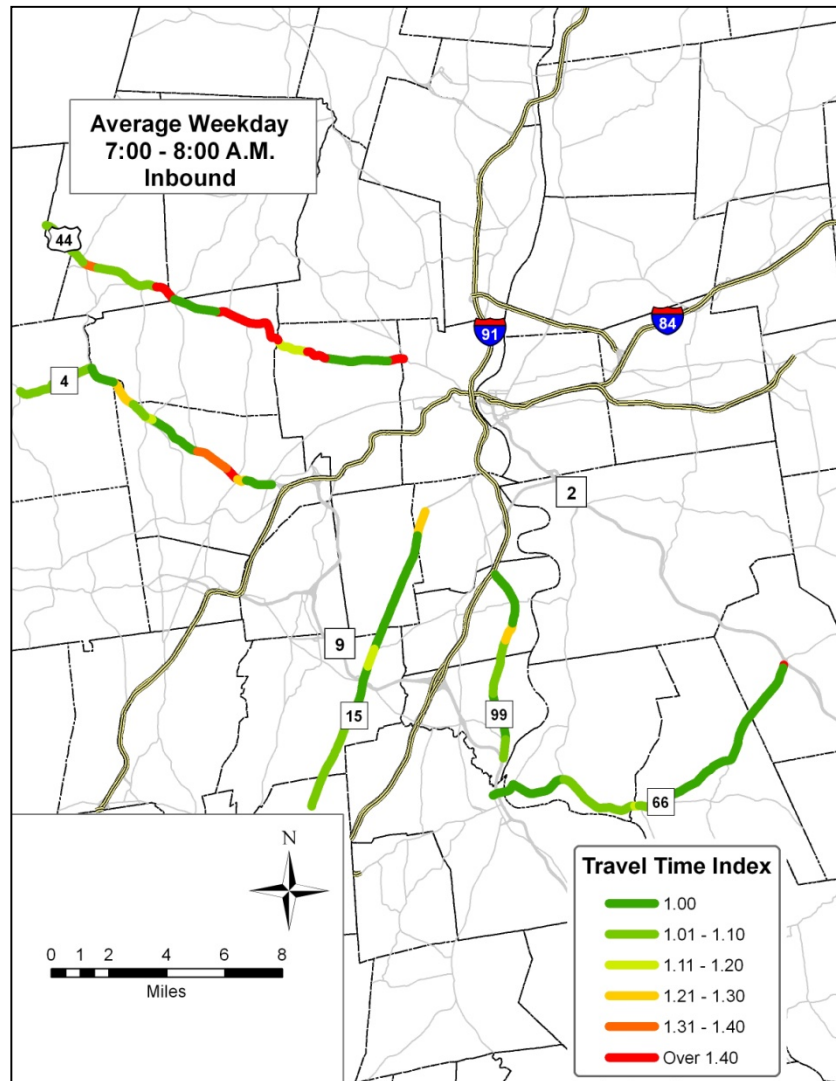 Average Weekday
7:00 - 8:00 A.M.
Inbound
44
4
91
84
2
9
15
99
66
N
0 1 2 4 6 8
Miles
Travel Time Index
1.00
1.01 - 1.10
1.11 - 1.20
1.21 - 1.30
1.31 - 1.40
Over 1.40